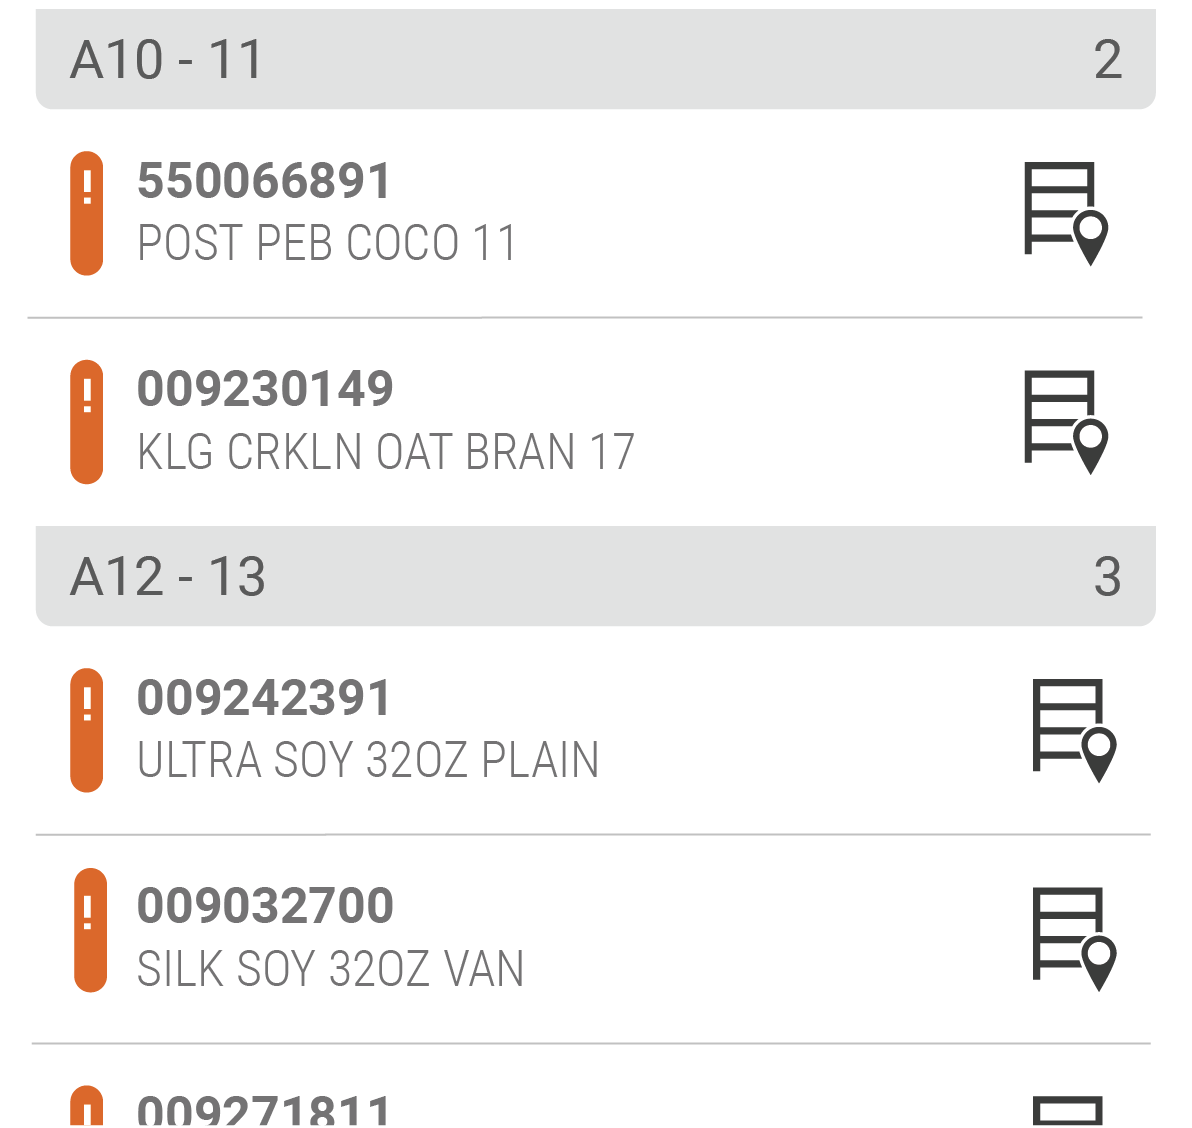 A10 - 11 2
! 550066891
POST PEB COCO 11
! 009230149
KLG CRKLN OAT BRAN 17
A12 - 13 3
! 009242391
ULTRA SOY 32OZ PLAIN
! 009032700
SILK SOY 32OZ VAN
! 009271811